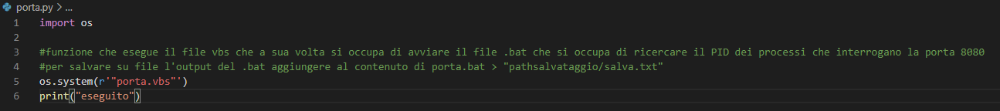 porta.py > ...
1 import os
2
3 #funzione che esegue il file vbs che a sua volta si occupa di avviare il file .bat che si occupa di ricercare il PID dei processi che interrogano la porta 8080
4 #per salvare su file l'output del .bat aggiungere al contenuto di porta.bat > "pathsalvataggio/salva.txt"
5 os.system(r'"porta.vbs"')
6 print("eseguito")